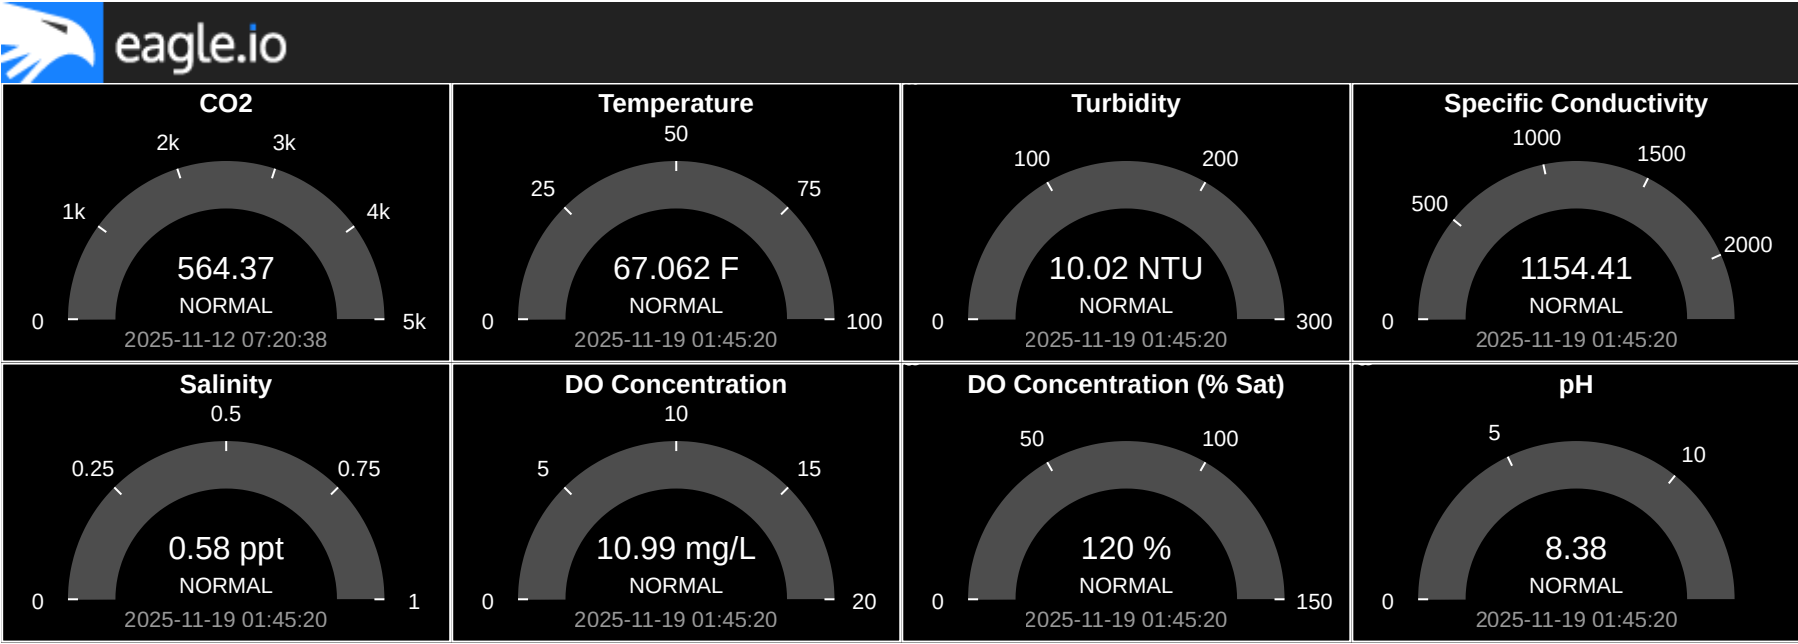 eagle.io
CO2
2k
3k
1k
4k
564.37
NORMAL
0
5k
2025-11-12 07:20:38
Temperature
50
25
75
67.062 F
NORMAL
0
100
2025-11-19 01:45:20
Turbidity
100
200
10.02 NTU
NORMAL
0
300
2025-11-19 01:45:20
Specific Conductivity
1000
1500
500
2000
1154.41
NORMAL
0
2025-11-19 01:45:20
Salinity
0.5
0.25
0.75
0.58 ppt
NORMAL
0
1
2025-11-19 01:45:20
DO Concentration
10
5
15
10.99 mg/L
NORMAL
0
20
2025-11-19 01:45:20
DO Concentration (% Sat)
50
100
120 %
NORMAL
0
150
2025-11-19 01:45:20
pH
5
10
8.38
NORMAL
0
2025-11-19 01:45:20